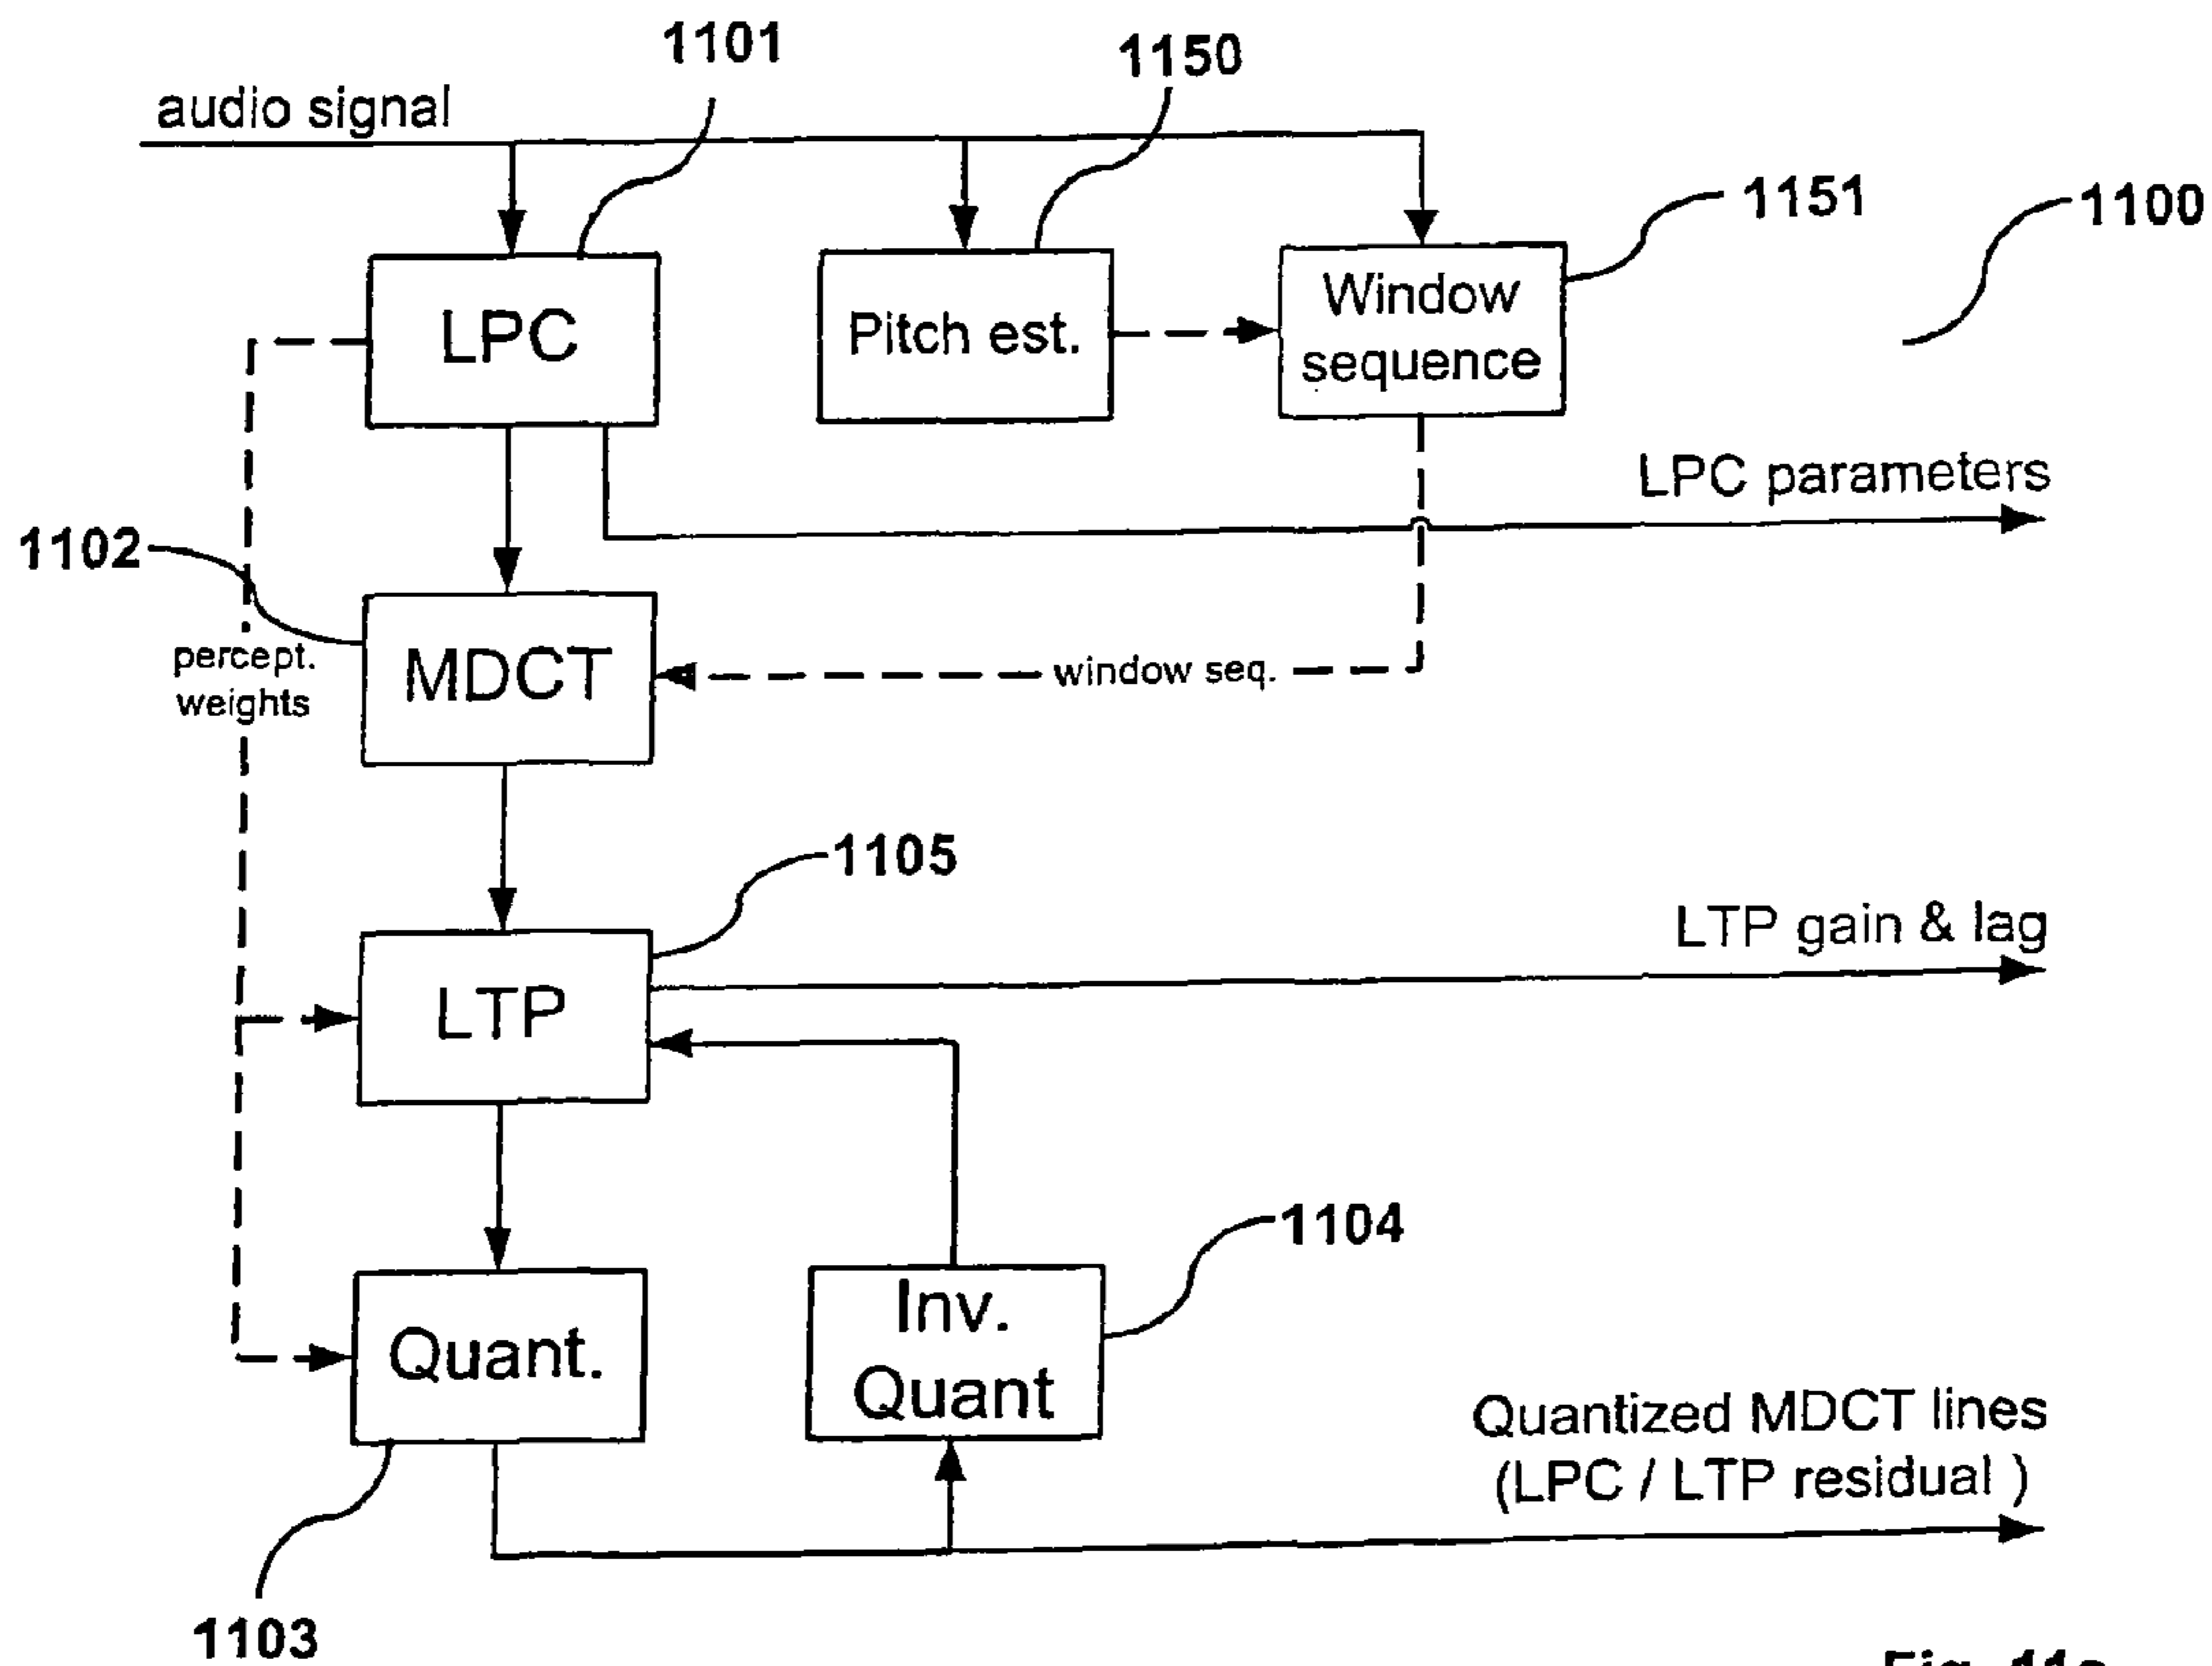 1101
1150
audio signal
1151
1100
LPC
Pitch est.
Window
sequence
LPC parameters
1102
percept.
weights
MDCT
window seq.
1105
LTP gain & lag
LTP
1104
Quant.
Inv.
Quant
Quantized MDCT lines
(LPC / LTP residual )
1103